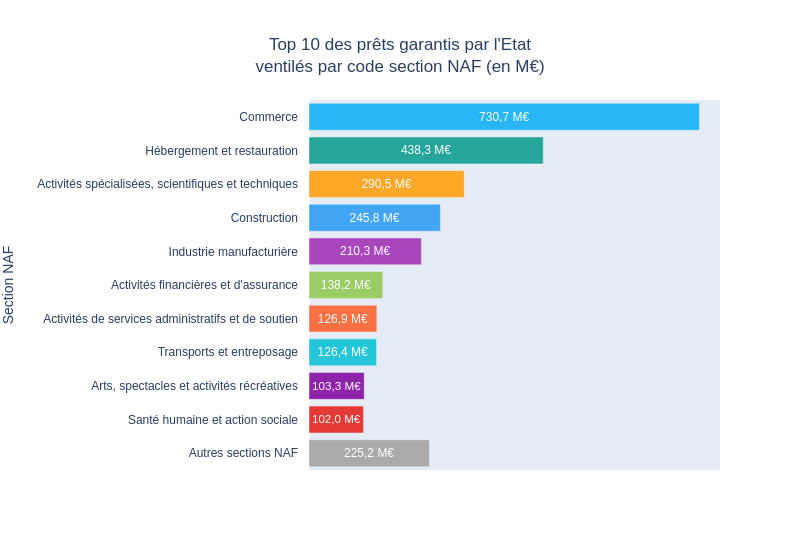 Top 10 des prêts garantis par l'Etat
ventilés par code section NAF (en M€)
Section NAF
Commerce 730,7 M€
Hébergement et restauration 438,3 M€
Activités spécialisées, scientifiques et techniques 290,5 M€
Construction 245,8 M€
Industrie manufacturière 210,3 M€
Activités financières et d'assurance 138,2 M€
Activités de services administratifs et de soutien 126,9 M€
Transports et entreposage 126,4 M€
Arts, spectacles et activités récréatives 103,3 M€
Santé humaine et action sociale 102,0 M€
Autres sections NAF 225,2 M€